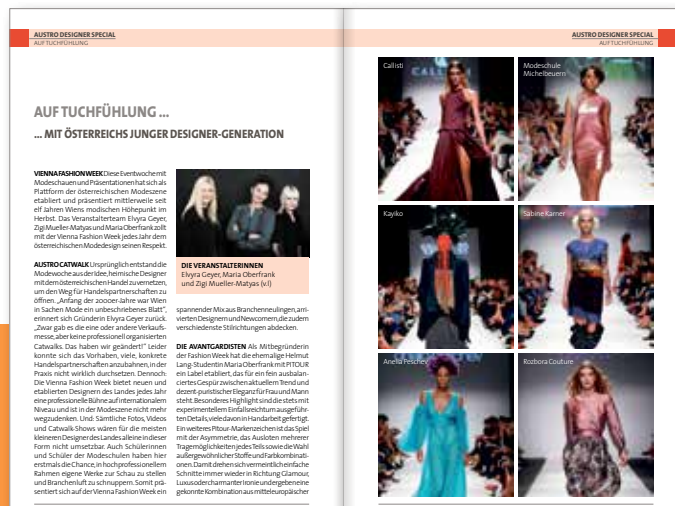 AUSTRO DESIGNER SPECIAL
AUF TUCHFÜHLUNG
AUF TUCHFÜHLUNG ...
... MIT ÖSTERREICHS JUNGER DESIGNER-GENERATION
VIENNA FASHION WEEK Diese Eventwoche mit
Modeschauen und Präsentationen hat sich als
Plattform der österreichischen Modeszene
etabliert und präsentiert mittlerweile seit
elf Jahren Wiens modischen Höhepunkt im
Herbst. Das Veranstalterteam Elvyra Geyer,
Zigi Mueller-Matyas und Maria Oberfrank zollt
mit der Vienna Fashion Week jedes Jahr dem
österreichischen Modedesign seinen Respekt.
AUSTRO CATWALK Ursprünglich entstand die
Modewoche aus der Idee, heimische Designer
mit dem österreichischen Handel zu vernetzen,
um den Weg für Handelspartnerschaften zu
öffnen. „Anfang der 2000er-Jahre war Wien
in Sachen Mode ein unbeschriebenes Blatt",
erinnert sich Gründerin Elvyra Geyer zurück.
„Zwar gab es die eine oder andere Verkaufs-
messe, aber keine professionell organisierten
Catwalks. Das haben wir geändert!" Leider
konnte sich das Vorhaben, viele, konkrete
Handelspartnerschaften anzubahnen, in der
Praxis nicht wirklich durchsetzen. Dennoch:
Die Vienna Fashion Week bietet neuen und
etablierten Designern des Landes jedes Jahr
eine professionelle Bühne auf internationalem
Niveau und ist in der Modeszene nicht mehr
wegzudenken. Und: Sämtliche Fotos, Videos
und Catwalk-Shows wären für die meisten
kleineren Designer des Landes alleine in dieser
Form nicht umsetzbar. Auch Schülerinnen
und Schüler der Modeschulen haben hier
erstmals die Chance, in hoch professionellem
Rahmen eigene Werke zur Schau zu stellen
und Branchenluft zu schnuppern. Somit prä-
sentiert sich auf der Vienna Fashion Week ein
DIE VERANSTALTERINNEN
Elvyra Geyer, Maria Oberfrank
und Zigi Mueller-Matyas (v.l)
spannender Mix aus Branchenneulingen, arri-
vierten Designern und Newcomern, die zudem
verschiedenste Stilrichtungen abdecken.
DIE AVANTGARDISTEN Als Mitbegründerin
der Fashion Week hat die ehemalige Helmut
Lang-Studentin Maria Oberfrank mit PITOUR
ein Label etabliert, das für ein fein ausbalan-
ciertes Gespür zwischen aktuellem Trend und
dezent-puristischer Eleganz für Frau und Mann
steht. Besonderes Highlight sind die stets mit
experimentellem Einfallsreichtum ausgeführ-
ten Details, viele davon in Handarbeit gefertigt.
Ein weiteres Pitour-Markenzeichen ist das Spiel
mit der Asymmetrie, das Ausloten mehrerer
Tragemöglichkeiten jedes Teils sowie die Wahl
außergewöhnlicher Stoffe und Farbkombinati-
onen. Damit drehen sich vermeintlich einfache
Schnitte immer wieder in Richtung Glamour,
Luxus oder charmanter Ironie und ergeben eine
gekonnte Kombination aus mitteleuropäischer
AUSTRO DESIGNER SPECIAL
AUF TUCHFÜHLUNG
Callisti
CALLISTI
Modeschule
Michelbeuern
Kayiko
Sabine Karner
Anelia Peschev
Rozbora Couture